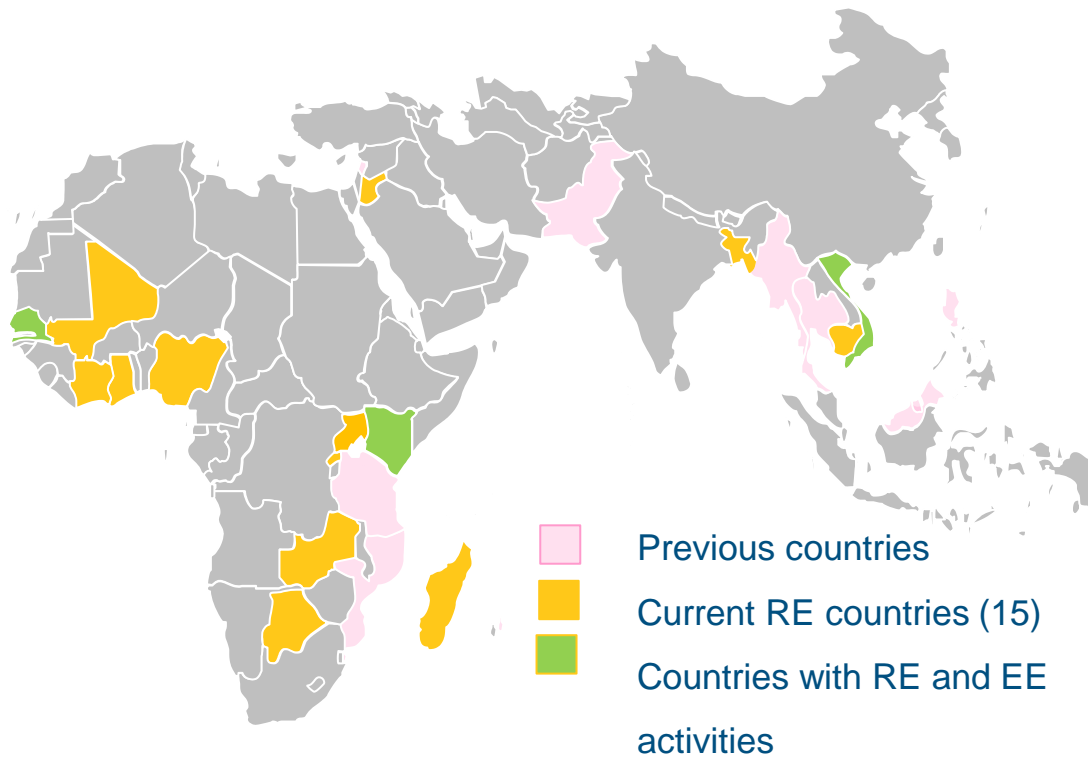 Previous countries
Current RE countries (15)
Countries with RE and EE
activities